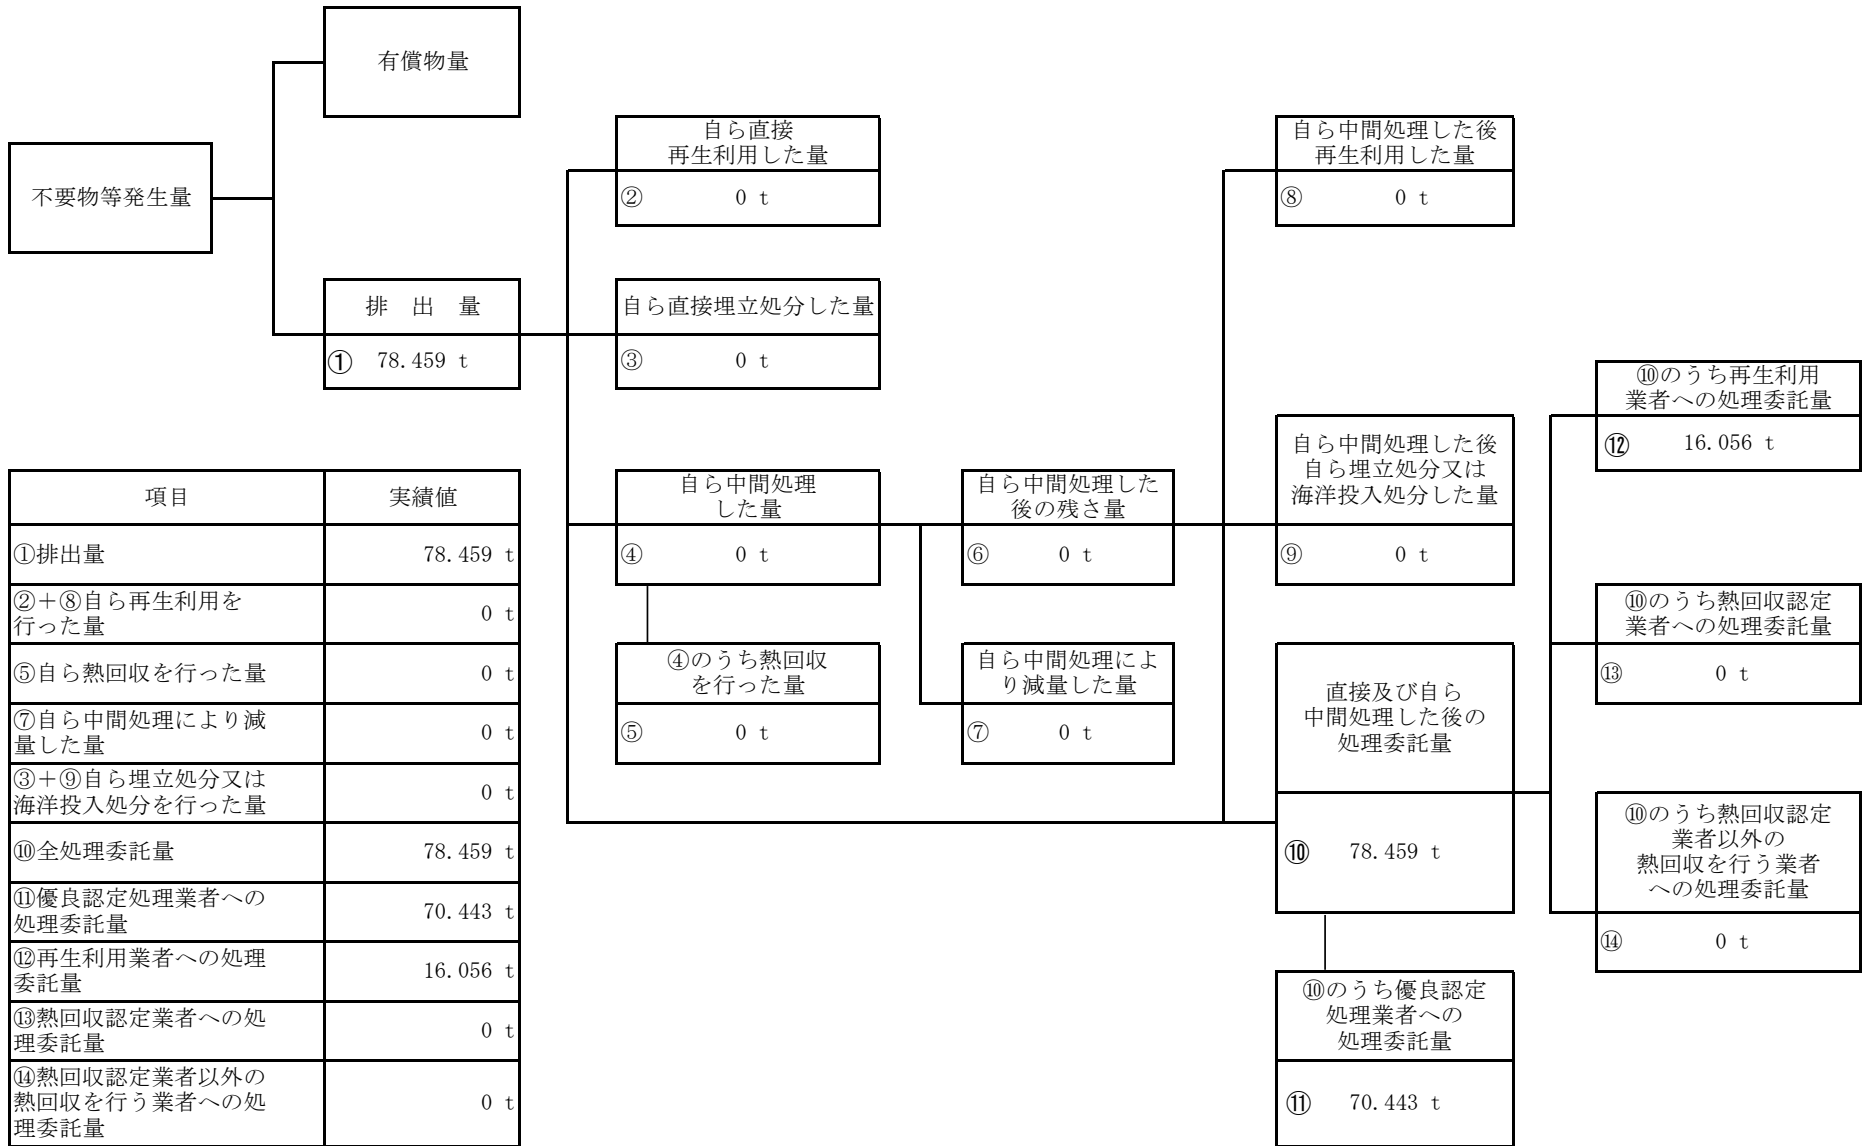 有償物量
不要物等発生量
排　出　量
① 78.459 t
自ら直接
再生利用した量
② 0 t
自ら直接埋立処分した量
③ 0 t
自ら中間処理
した量
④ 0 t
④のうち熱回収
を行った量
⑤ 0 t
自ら中間処理した
後の残さ量
⑥ 0 t
自ら中間処理によ
り減量した量
⑦ 0 t
自ら中間処理した後
再生利用した量
⑧ 0 t
自ら中間処理した後
自ら埋立処分又は
海洋投入処分した量
⑨ 0 t
直接及び自ら
中間処理した後の
処理委託量
⑩ 78.459 t
⑩のうち優良認定
処理業者への
処理委託量
⑪ 70.443 t
⑩のうち再生利用
業者への処理委託量
⑫ 16.056 t
⑩のうち熱回収認定
業者への処理委託量
⑬ 0 t
⑩のうち熱回収認定
業者以外の
熱回収を行う業者
への処理委託量
⑭ 0 t
項目 実績値
①排出量 78.459 t
②＋⑧自ら再生利用を
行った量 0 t
⑤自ら熱回収を行った量 0 t
⑦自ら中間処理により減
量した量 0 t
③＋⑨自ら埋立処分又は
海洋投入処分を行った量 0 t
⑩全処理委託量 78.459 t
⑪優良認定処理業者への
処理委託量 70.443 t
⑫再生利用業者への処理
委託量 16.056 t
⑬熱回収認定業者への処
理委託量 0 t
⑭熱回収認定業者以外の
熱回収を行う業者への処
理委託量 0 t